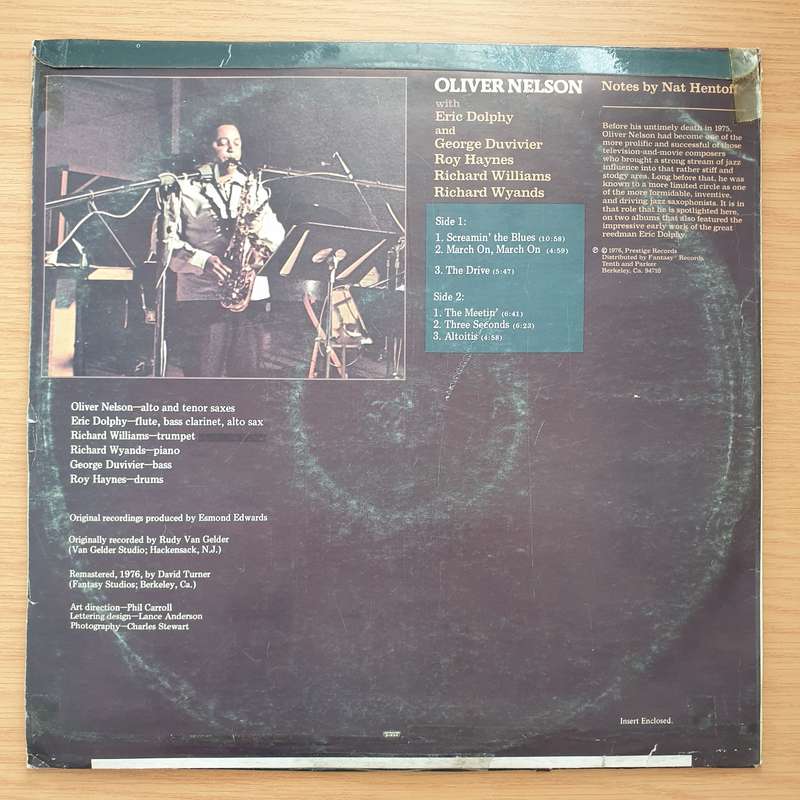 OLIVER NELSON
with
Eric Dolphy
and
George Duvivier
Roy Haynes
Richard Williams
Richard Wyands
Side 1:
1. Screamin' the Blues (10:58)
2. March On, March On (4:59)
3. The Drive (5:47)
Side 2:
1. The Meetin' (6:41)
2. Three Seconds (6:23)
3. Altoitis (4:58)
Notes by Nat Hentoff
Before his untimely death in 1975,
Oliver Nelson had become one of the
more prolific and successful of those
television-and-movie composers
who brought a strong stream of jazz
influence into that rather stiff and
stodgy area. Long before that, he was
known to a more limited circle as one
of the more formidable, inventive,
and driving jazz saxophonists. It is in
that role that he is spotlighted here,
on two albums that also featured the
impressive early work of the great
reedman Eric Dolphy.
℗ © 1976, Prestige Records
Distributed by Fantasy® Records
Tenth and Parker
Berkeley, Ca. 94710
Oliver Nelson—alto and tenor saxes
Eric Dolphy—flute, bass clarinet, alto sax
Richard Williams—trumpet
Richard Wyands—piano
George Duvivier—bass
Roy Haynes—drums
Original recordings produced by Esmond Edwards
Originally recorded by Rudy Van Gelder
(Van Gelder Studio; Hackensack, N.J.)
Remastered, 1976, by David Turner
(Fantasy Studios; Berkeley, Ca.)
Art direction—Phil Carroll
Lettering design—Lance Anderson
Photography—Charles Stewart
Insert Enclosed.